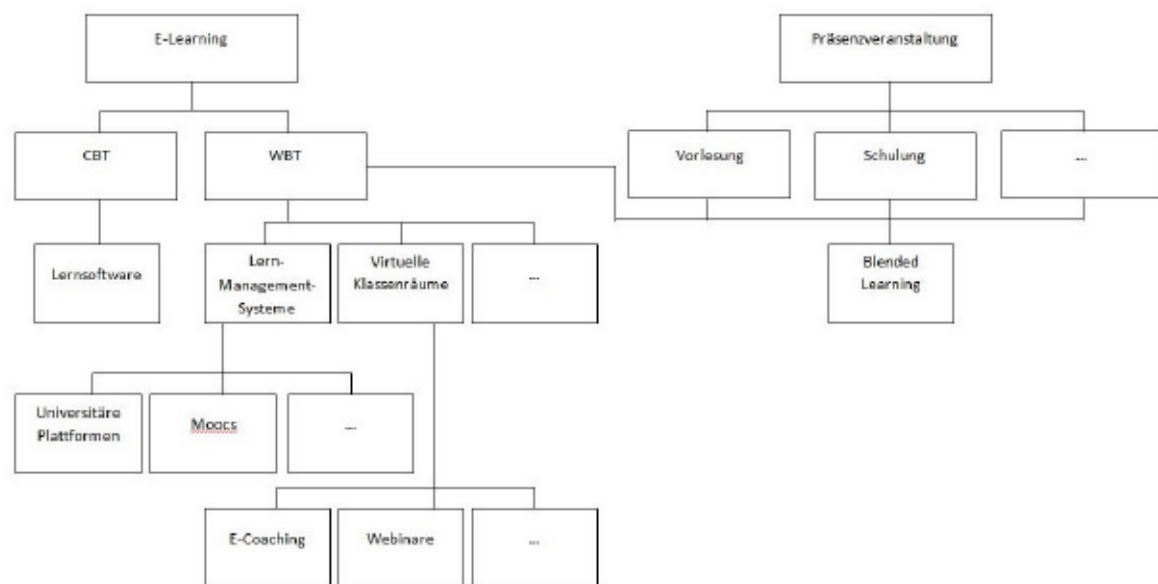 E-Learning
Präsenzveranstaltung
CBT
WBT
Vorlesung
Schulung
...
Lernsoftware
Lern-
Management-
Systeme
Virtuelle
Klassenräume
...
Blended
Learning
Universitäre
Plattformen
Moocs
...
E-Coaching
Webinare
...